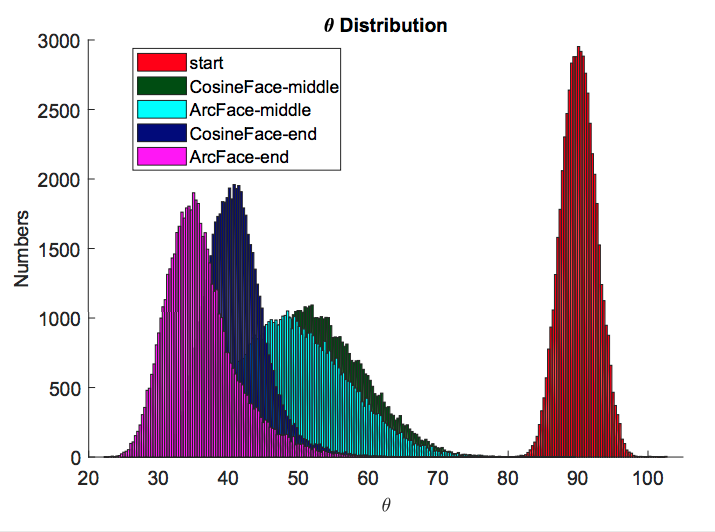 θ Distribution
3000
2500
2000
1500
1000
500
0
Numbers
start
CosineFace-middle
ArcFace-middle
CosineFace-end
ArcFace-end
20 30 40 50 60 70 80 90 100
θ